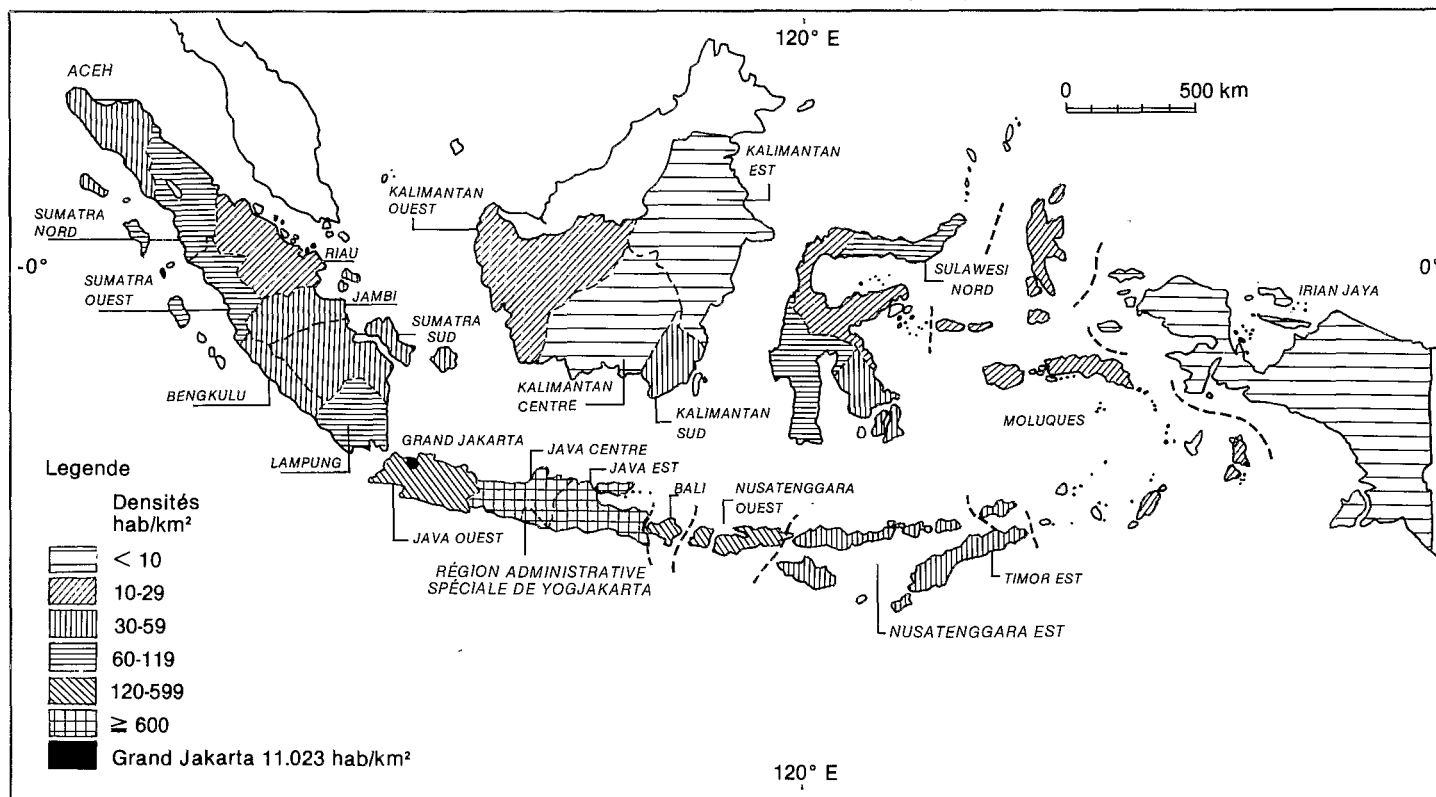 120° E
ACEH
0 500 km
KALIMANTAN
EST
KALIMANTAN
OUEST
SUMATRA
NORD
RIAU
-0°
0°
SULAWESI
NORD
IRIAN JAYA
SUMATRA
OUEST
JAMBI
SUMATRA
SUD
BENGKULU
KALIMANTAN
CENTRE
KALIMANTAN
SUD
MOLUQUES
LAMPUNG
GRAND JAKARTA
JAVA CENTRE
JAVA EST
BALI
NUSATENGGARA
OUEST
JAVA OUEST
RÉGION ADMINISTRATIVE
SPÉCIALE DE YOGJAKARTA
TIMOR EST
NUSATENGGARA EST
Legende
Densités
hab/km²
< 10
10-29
30-59
60-119
120-599
≧ 600
Grand Jakarta 11.023 hab/km²
120° E